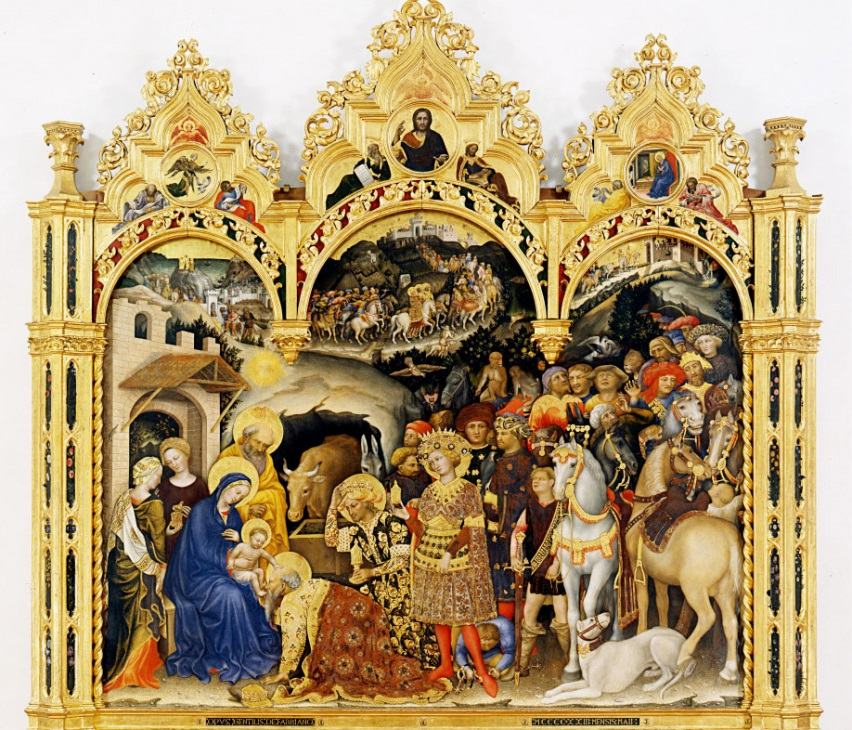 OPVS GENTILIS DE FABRIANO
MCCCCXXIII MENSIS MAII